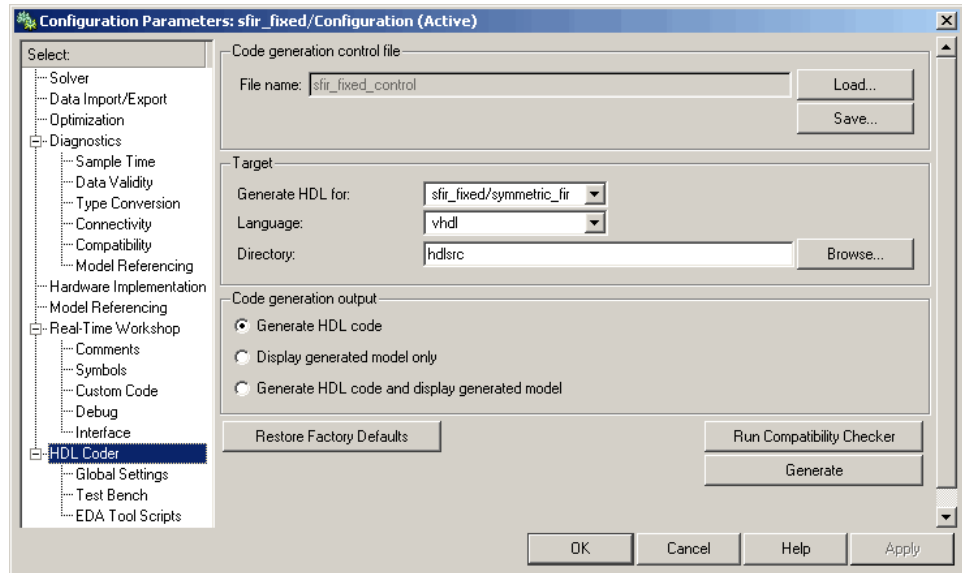 Configuration Parameters: sfir_fixed/Configuration (Active)
Select:
Solver
Data Import/Export
Optimization
Diagnostics
Sample Time
Data Validity
Type Conversion
Connectivity
Compatibility
Model Referencing
Hardware Implementation
Model Referencing
Real-Time Workshop
Comments
Symbols
Custom Code
Debug
Interface
HDL Coder
Global Settings
Test Bench
EDA Tool Scripts
Code generation control file
File name: sfir_fixed_control
Load...
Save...
Target
Generate HDL for: sfir_fixed/symmetric_fir
Language: vhdl
Directory: hdlsrc Browse...
Code generation output
Generate HDL code
Display generated model only
Generate HDL code and display generated model
Restore Factory Defaults Run Compatibility Checker
Generate
OK Cancel Help Apply